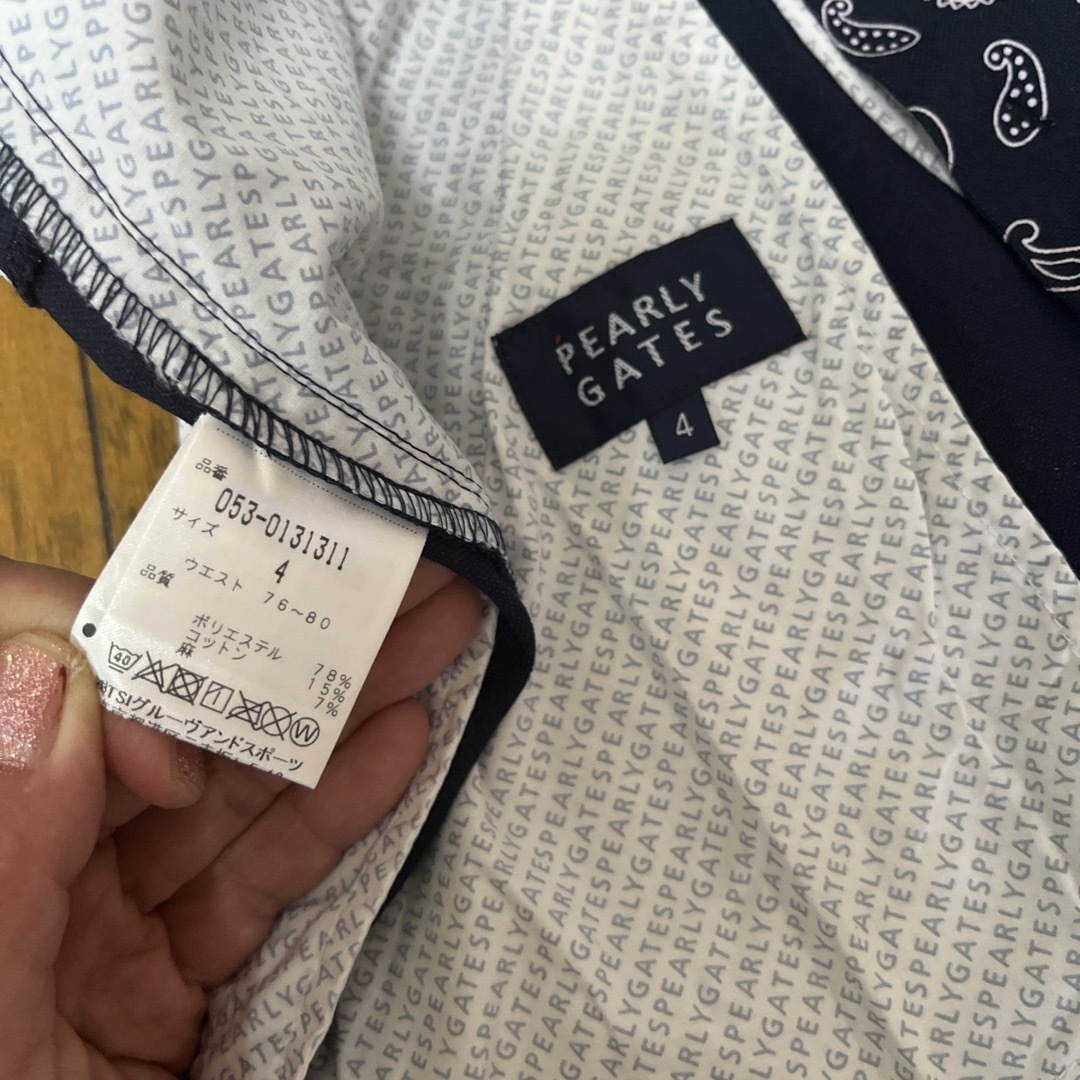 PEARLY
GATES
4
品番
053-0131311
サイズ
4
ウエスト 76~80
品質
ポリエステル 78%
コットン 15%
麻 7%
40
W
TSIグルーヴアンドスポーツ
PEARLYGATESPEARLYGATESPEARLYGATES